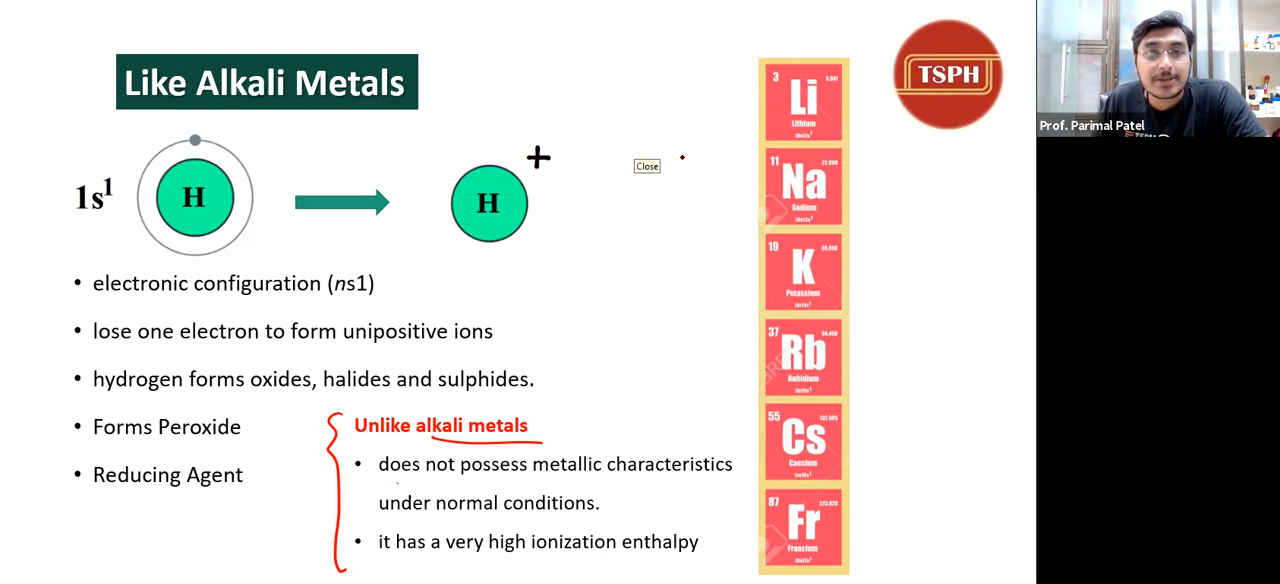 Like Alkali Metals
TSPH
Prof. Parimal Patel
1s1
H
H
+
Close
• electronic configuration (ns1)
• lose one electron to form unipositive ions
• hydrogen forms oxides, halides and sulphides.
• Forms Peroxide
• Reducing Agent
Unlike alkali metals
• does not possess metallic characteristics
under normal conditions.
• it has a very high ionization enthalpy
3
Li
Lithium
11
Na
Sodium
19
K
Potassium
37
Rb
Rubidium
55
Cs
Caesium
87
Fr
Francium